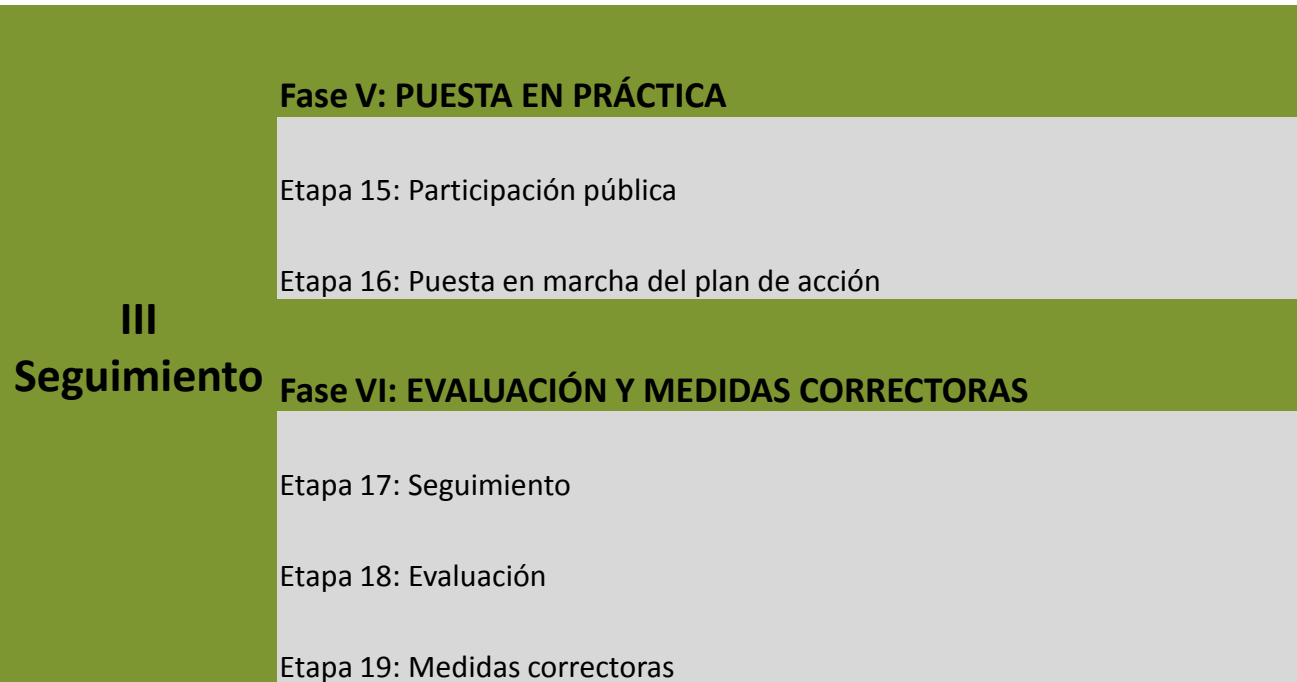 III
Seguimiento
Fase V: PUESTA EN PRÁCTICA
Etapa 15: Participación pública
Etapa 16: Puesta en marcha del plan de acción
Fase VI: EVALUACIÓN Y MEDIDAS CORRECTORAS
Etapa 17: Seguimiento
Etapa 18: Evaluación
Etapa 19: Medidas correctoras